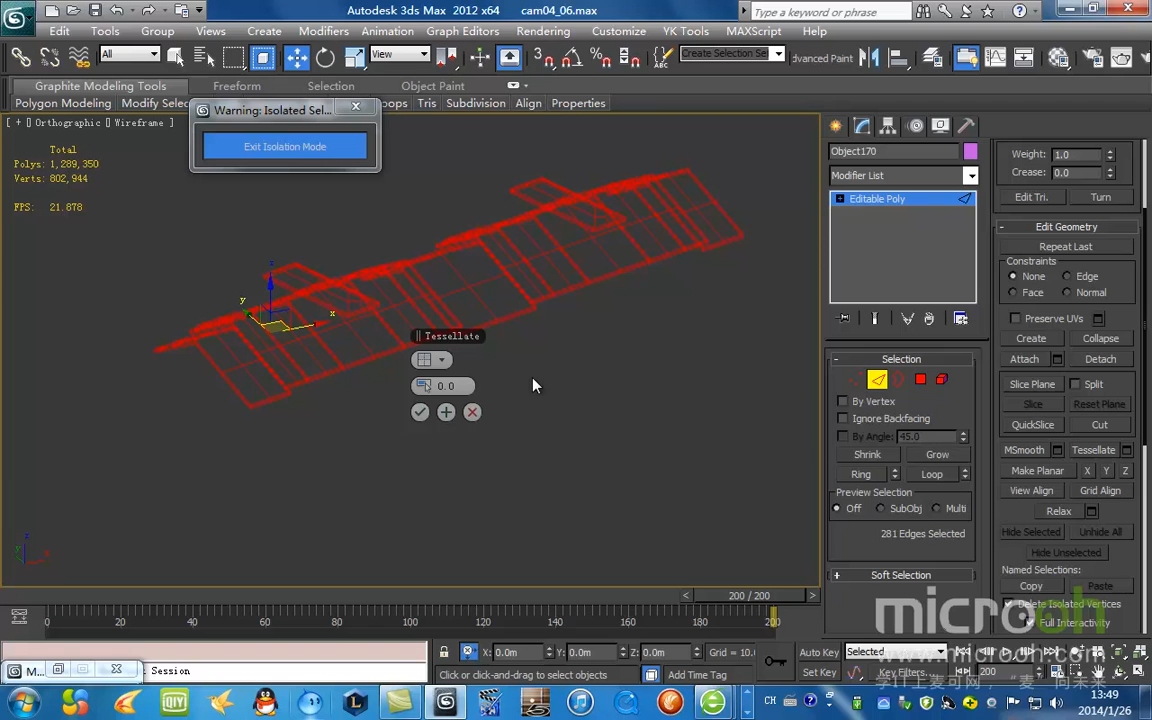 Autodesk 3ds Max 2012 x64 cam04_06.max
Type a keyword or phrase
Edit Tools Group Views Create Modifiers Animation Graph Editors Rendering Customize YK Tools MAXScript Help
All
View
Create Selection Se
Advanced Paint
Graphite Modeling Tools Freeform Selection Object Paint
Polygon Modeling Modify Selec oops Tris Subdivision Align Properties
Warning: Isolated Sel...
Exit Isolation Mode
[ + ] Orthographic ] Wireframe ]
Total
Polys: 1,289,350
Verts: 802,944
FPS: 21.878
z
y
x
Tessellate
0.0
Object170
Modifier List
Editable Poly
Selection
By Vertex
Ignore Backfacing
By Angle: 45.0
Shrink Grow
Ring Loop
Preview Selection
Off SubObj Multi
281 Edges Selected
Soft Selection
Weight: 1.0
Crease: 0.0
Edit Tri. Turn
Edit Geometry
Repeat Last
Constraints
None Edge
Face Normal
Preserve UVs
Create Collapse
Attach Detach
Slice Plane Split
Slice Reset Plane
QuickSlice Cut
MSmooth Tessellate
Make Planar X Y Z
View Align Grid Align
Relax
Hide Selected Unhide All
Hide Unselected
Named Selections:
Copy Paste
Delete Isolated Vertices
Full Interactivity
microoh
www.microoh.com
200 / 200
0 20 40 60 80 100 120 140 160 180 200
M...
t Session
X: 0.0m Y: 0.0m Z: 0.0m Grid = 10.0
Click or click-and-drag to select objects
Add Time Tag
Auto Key Selected
Set Key Key Filters... 200
QIYI
CH
13:49
2014/1/26